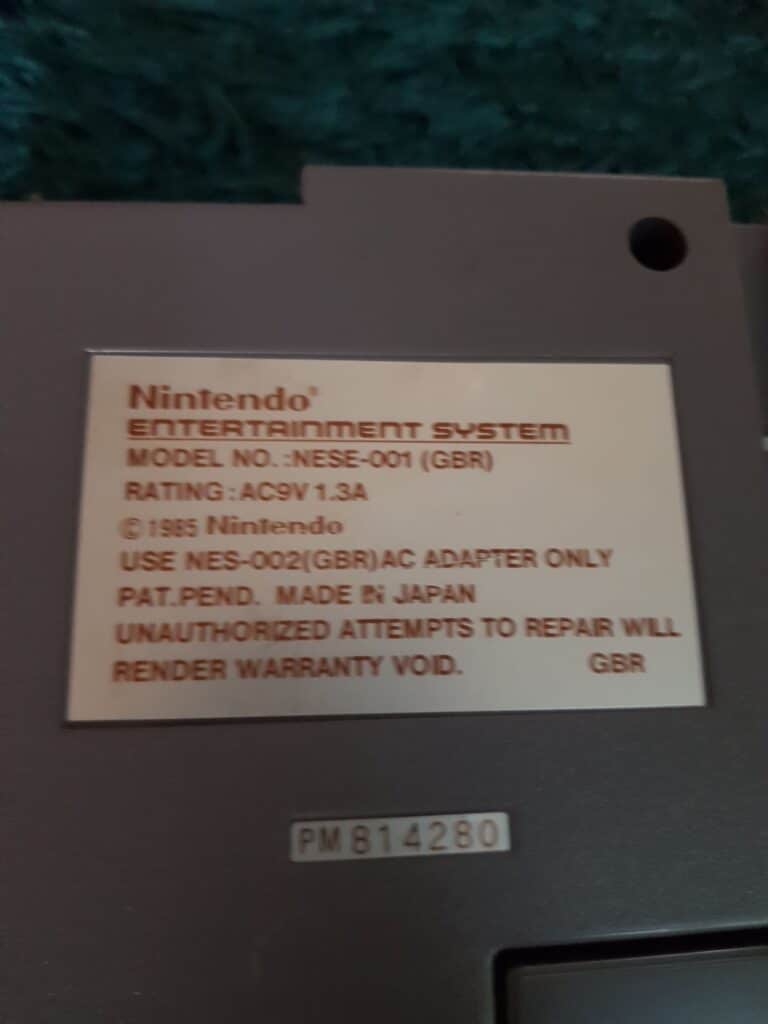 Nintendo®
ENTERTAINMENT SYSTEM
MODEL NO.:NESE-001 (GBR)
RATING:AC9V 1.3A
©1985 Nintendo
USE NES-002(GBR)AC ADAPTER ONLY
PAT.PEND. MADE IN JAPAN
UNAUTHORIZED ATTEMPTS TO REPAIR WILL
RENDER WARRANTY VOID. GBR
PM814280